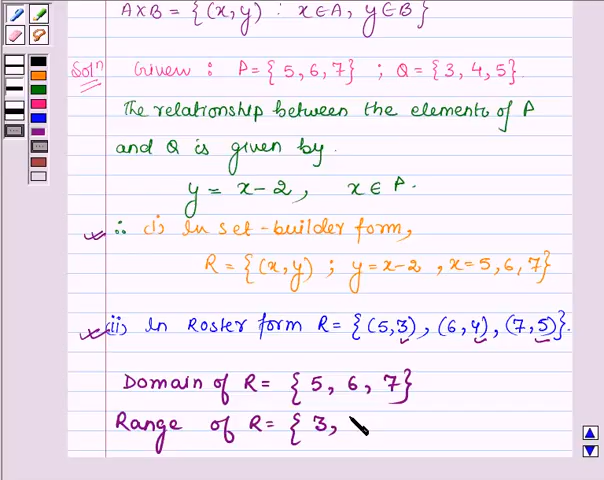 A×B = { (x, y) : x∈A, y∈B }
Solⁿ Given : P = { 5, 6, 7 } ; Q = { 3, 4, 5 }.
The relationship between the elements of P
and Q is given by.
y = x – 2 , x ∈ P.
∴ (i) In set-builder form,
R = { (x, y) ; y = x – 2 , x = 5, 6, 7 }
(ii) In Roster form R = { (5, 3) , (6, 4) , (7, 5) }.
Domain of R = { 5, 6, 7 }
Range of R = { 3,